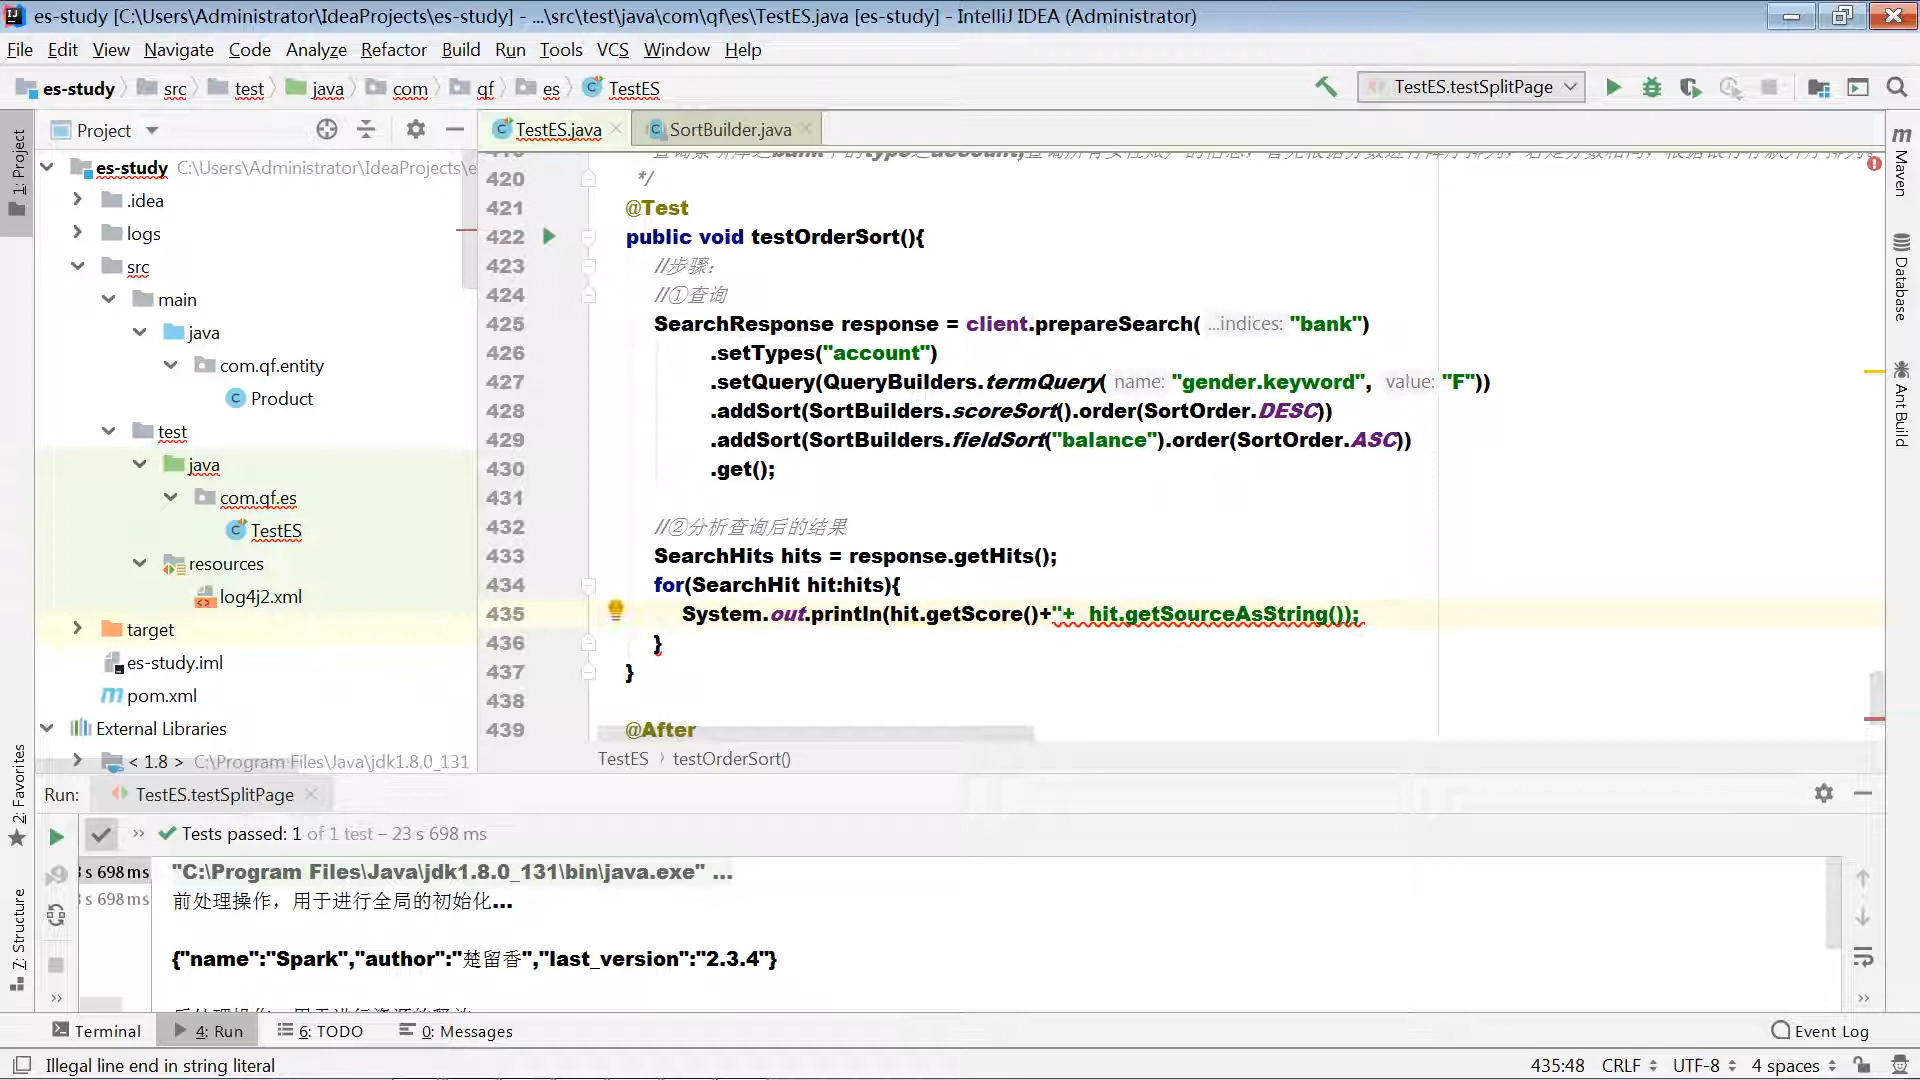 es-study [C:\Users\Administrator\IdeaProjects\es-study] - ...\src\test\java\com\qf\es\TestES.java [es-study] - IntelliJ IDEA (Administrator)
File Edit View Navigate Code Analyze Refactor Build Run Tools VCS Window Help
es-study src test java com qf es TestES
TestES.testSplitPage
Project
TestES.java
SortBuilder.java
1: Project
es-study C:\Users\Administrator\IdeaProjects\e
.idea
logs
src
main
java
com.qf.entity
Product
test
java
com.qf.es
TestES
resources
log4j2.xml
target
es-study.iml
pom.xml
External Libraries
< 1.8 > C:\Program Files\Java\jdk1.8.0_131
420 */
421 @Test
422 public void testOrderSort(){
423 //步骤：
424 //①查询
425 SearchResponse response = client.prepareSearch( ...indices: "bank")
426 .setTypes("account")
427 .setQuery(QueryBuilders.termQuery( name: "gender.keyword", value: "F"))
428 .addSort(SortBuilders.scoreSort().order(SortOrder.DESC))
429 .addSort(SortBuilders.fieldSort("balance").order(SortOrder.ASC))
430 .get();
431
432 //②分析查询后的结果
433 SearchHits hits = response.getHits();
434 for(SearchHit hit:hits){
435 System.out.println(hit.getScore()+"+ hit.getSourceAsString());
436 }
437 }
438
439 @After
TestES testOrderSort()
Maven
Database
Ant Build
2: Favorites
7: Structure
Run: TestES.testSplitPage
Tests passed: 1 of 1 test – 23 s 698 ms
s 698 ms
s 698 ms
"C:\Program Files\Java\jdk1.8.0_131\bin\java.exe" ...
前处理操作，用于进行全局的初始化...
{"name":"Spark","author":"楚留香","last_version":"2.3.4"}
Terminal 4: Run 6: TODO 0: Messages Event Log
Illegal line end in string literal 435:48 CRLF UTF-8 4 spaces